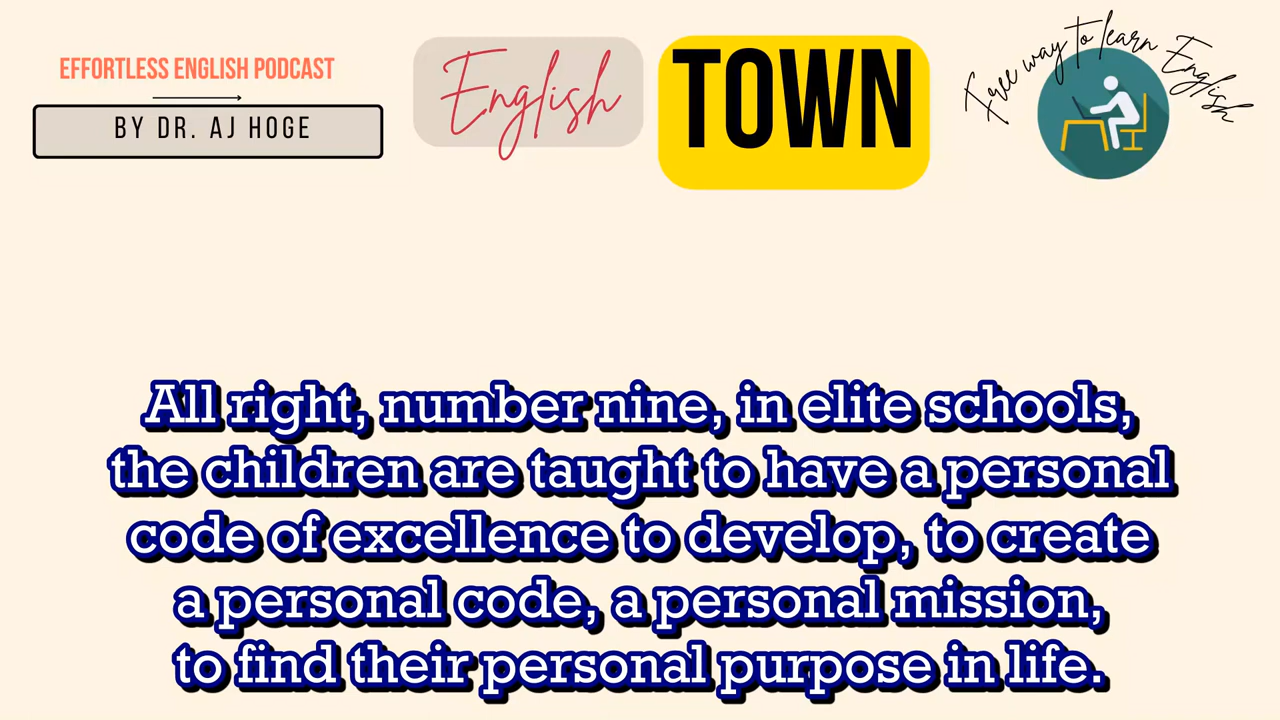 EFFORTLESS ENGLISH PODCAST
BY DR. AJ HOGE
English
TOWN
Free way to learn English
All right, number nine, in elite schools,
the children are taught to have a personal
code of excellence to develop, to create
a personal code, a personal mission,
to find their personal purpose in life.